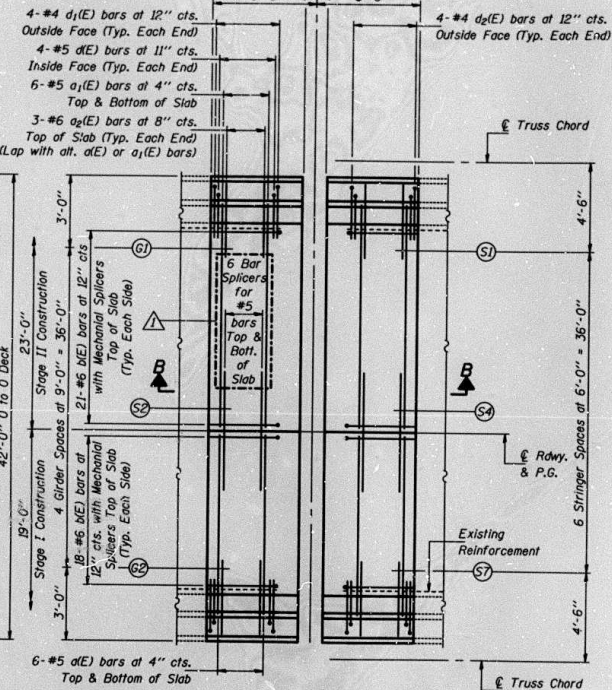 4-#4 d₁(E) bars at 12" cts.
Outside Face (Typ. Each End)
4-#5 d(E) bars at 11" cts.
Inside Face (Typ. Each End)
6-#5 a₁(E) bars at 4" cts.
Top & Bottom of Slab
3-#6 a₂(E) bars at 8" cts.
Top of Slab (Typ. Each End)
(Lap with alt. a(E) or a₁(E) bars)
4-#4 d₂(E) bars at 12" cts.
Outside Face (Typ. Each End)
℄ Truss Chord
3'-0"
4'-6"
G1
S1
6 Bar
Splicers
for
#5
bars
Top &
Bott.
of
Slab
1
21-#6 b(E) bars at 12" cts
with Mechanial Splicers
Top of Slab
(Typ. Each Side)
23'-0"
Stage II Construction
4 Girder Spaces at 9'-0" = 36'-0"
42'-0" O to O Deck
B
B
S2
S4
6 Stringer Spaces at 6'-0" = 36'-0"
℄ Rdwy.
& P.G.
19'-0"
Stage I Construction
18-#6 b(E) bars at
12" cts. with Mechanial
Splicers Top of Slab
(Typ. Each Side)
Existing
Reinforcement
G2
S7
3'-0"
4'-6"
6-#5 a(E) bars at 4" cts.
Top & Bottom of Slab
℄ Truss Chord